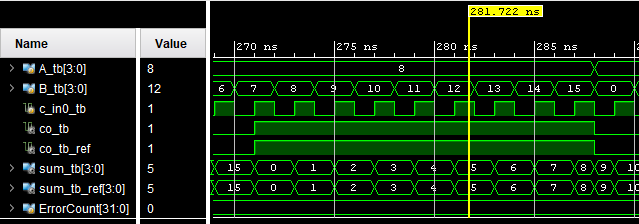 281.722 ns
Name Value
270 ns 275 ns 280 ns 285 ns
A_tb[3:0] 8 8
B_tb[3:0] 12 6 7 8 9 10 11 12 13 14 15 0
c_in0_tb 1
co_tb 1
co_tb_ref 1
sum_tb[3:0] 5 15 0 1 2 3 4 5 6 7 8 9 10
sum_tb_ref[3:0] 5 15 0 1 2 3 4 5 6 7 8 9 10
ErrorCount[31:0] 0 0